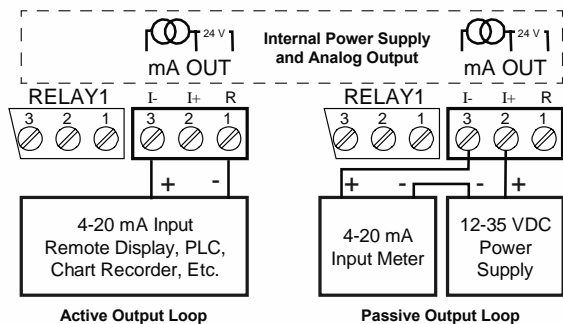 24 V
mA OUT
Internal Power Supply
and Analog Output
24 V
mA OUT
RELAY1
3 2 1
I- I+ R
3 2 1
RELAY1
3 2 1
I- I+ R
3 2 1
+ -
4-20 mA Input
Remote Display, PLC,
Chart Recorder, Etc.
Active Output Loop
+ - - +
4-20 mA
Input Meter
12-35 VDC
Power
Supply
Passive Output Loop